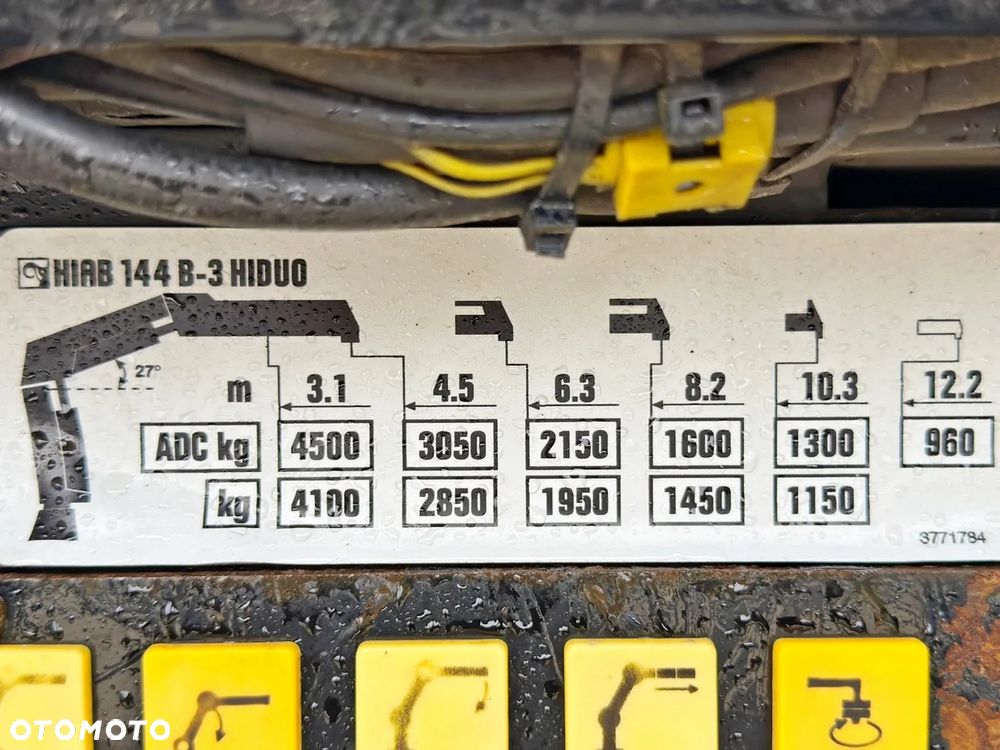 HIAB 144 B-3 HIDUO
27°
m 3.1 4.5 6.3 8.2 10.3 12.2
ADC kg 4500 3050 2150 1600 1300 960
kg 4100 2850 1950 1450 1150
3771784
OTOMOTO